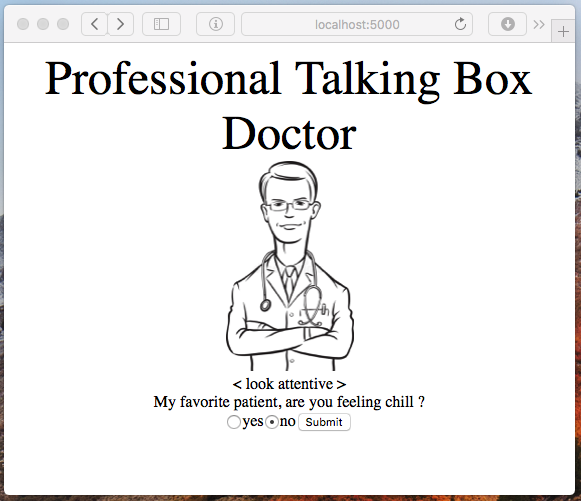 localhost:5000
Professional Talking Box
Doctor
< look attentive >
My favorite patient, are you feeling chill ?
yes no Submit